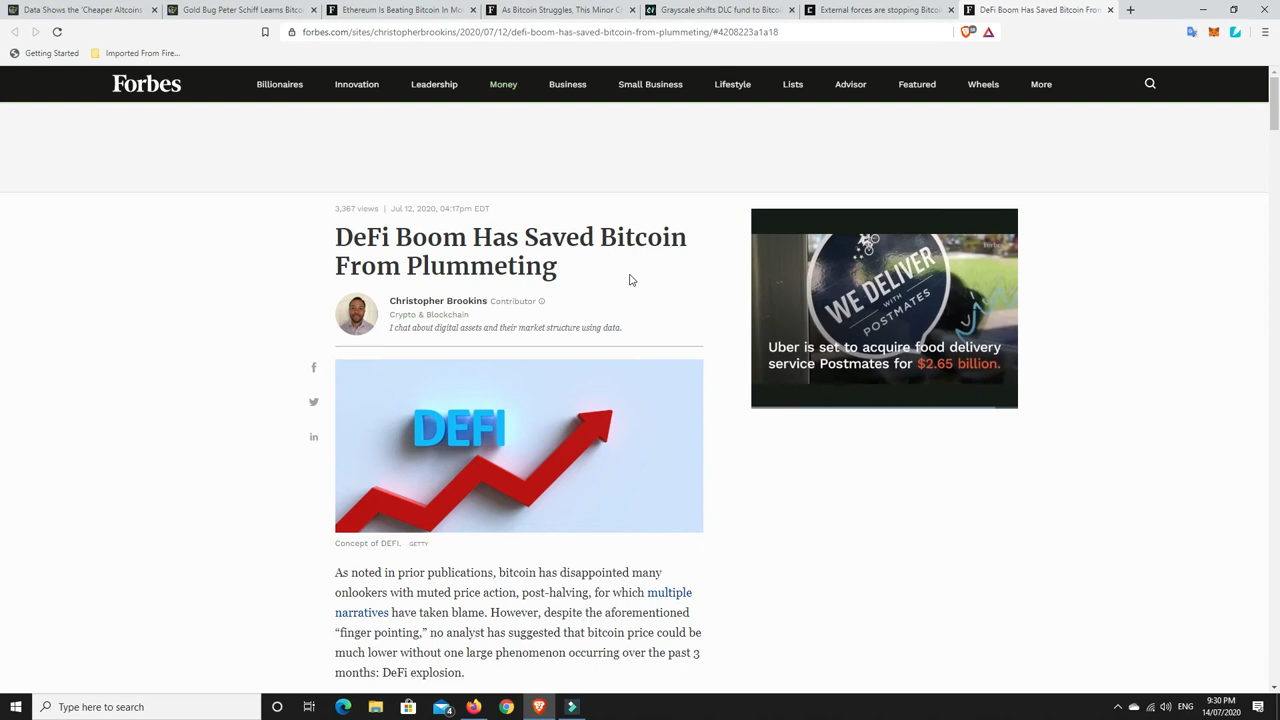 Data Shows the 'Cheaper Altcoins
Gold Bug Peter Schiff Learns Bitco
Ethereum Is Beating Bitcoin In Mo
As Bitcoin Struggles, This Minor C
Grayscale shifts DLC fund to Bitco
External forces are stopping Bitco
DeFi Boom Has Saved Bitcoin Fron
forbes.com/sites/christopherbrookins/2020/07/12/defi-boom-has-saved-bitcoin-from-plummeting/#4208223a1a18
Getting Started
Imported From Fire...
Forbes
Billionaires
Innovation
Leadership
Money
Business
Small Business
Lifestyle
Lists
Advisor
Featured
Wheels
More
3,367 views | Jul 12, 2020, 04:17pm EDT
DeFi Boom Has Saved Bitcoin
From Plummeting
Christopher Brookins Contributor
Crypto & Blockchain
I chat about digital assets and their market structure using data.
DEFI
Concept of DEFI. GETTY
As noted in prior publications, bitcoin has disappointed many
onlookers with muted price action, post-halving, for which multiple
narratives have taken blame. However, despite the aforementioned
“finger pointing,” no analyst has suggested that bitcoin price could be
much lower without one large phenomenon occurring over the past 3
months: DeFi explosion.
Forbes
WE DELIVER
WITH
POSTMATES
Uber is set to acquire food delivery
service Postmates for $2.65 billion.
Type here to search
4
ENG
9:30 PM
14/07/2020